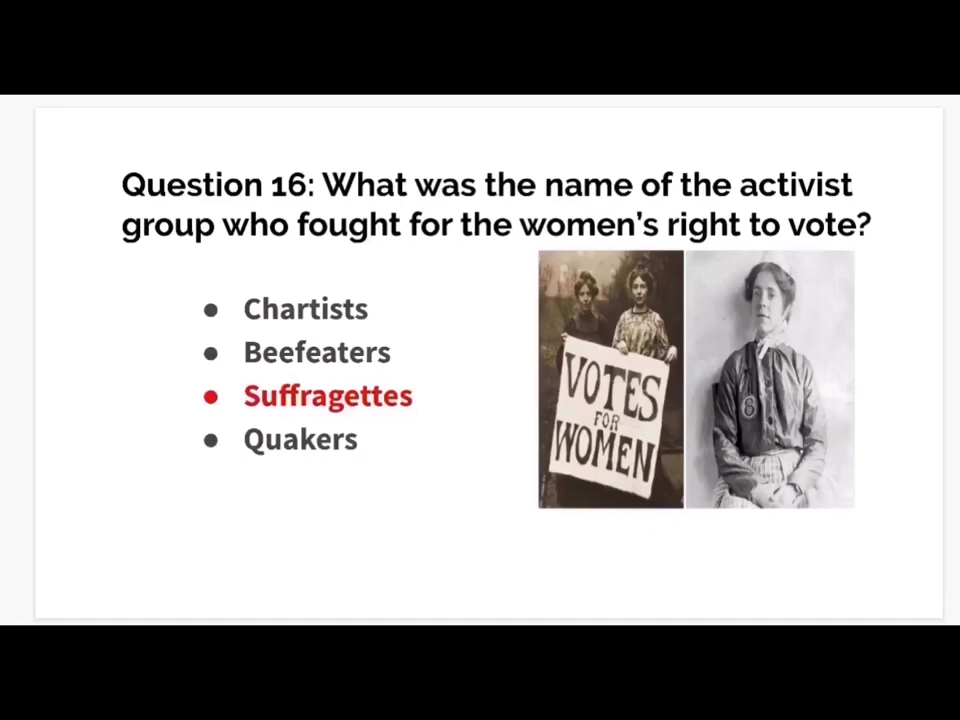 Question 16: What was the name of the activist
group who fought for the women's right to vote?
● Chartists
● Beefeaters
● Suffragettes
● Quakers
VOTES
FOR
WOMEN
8